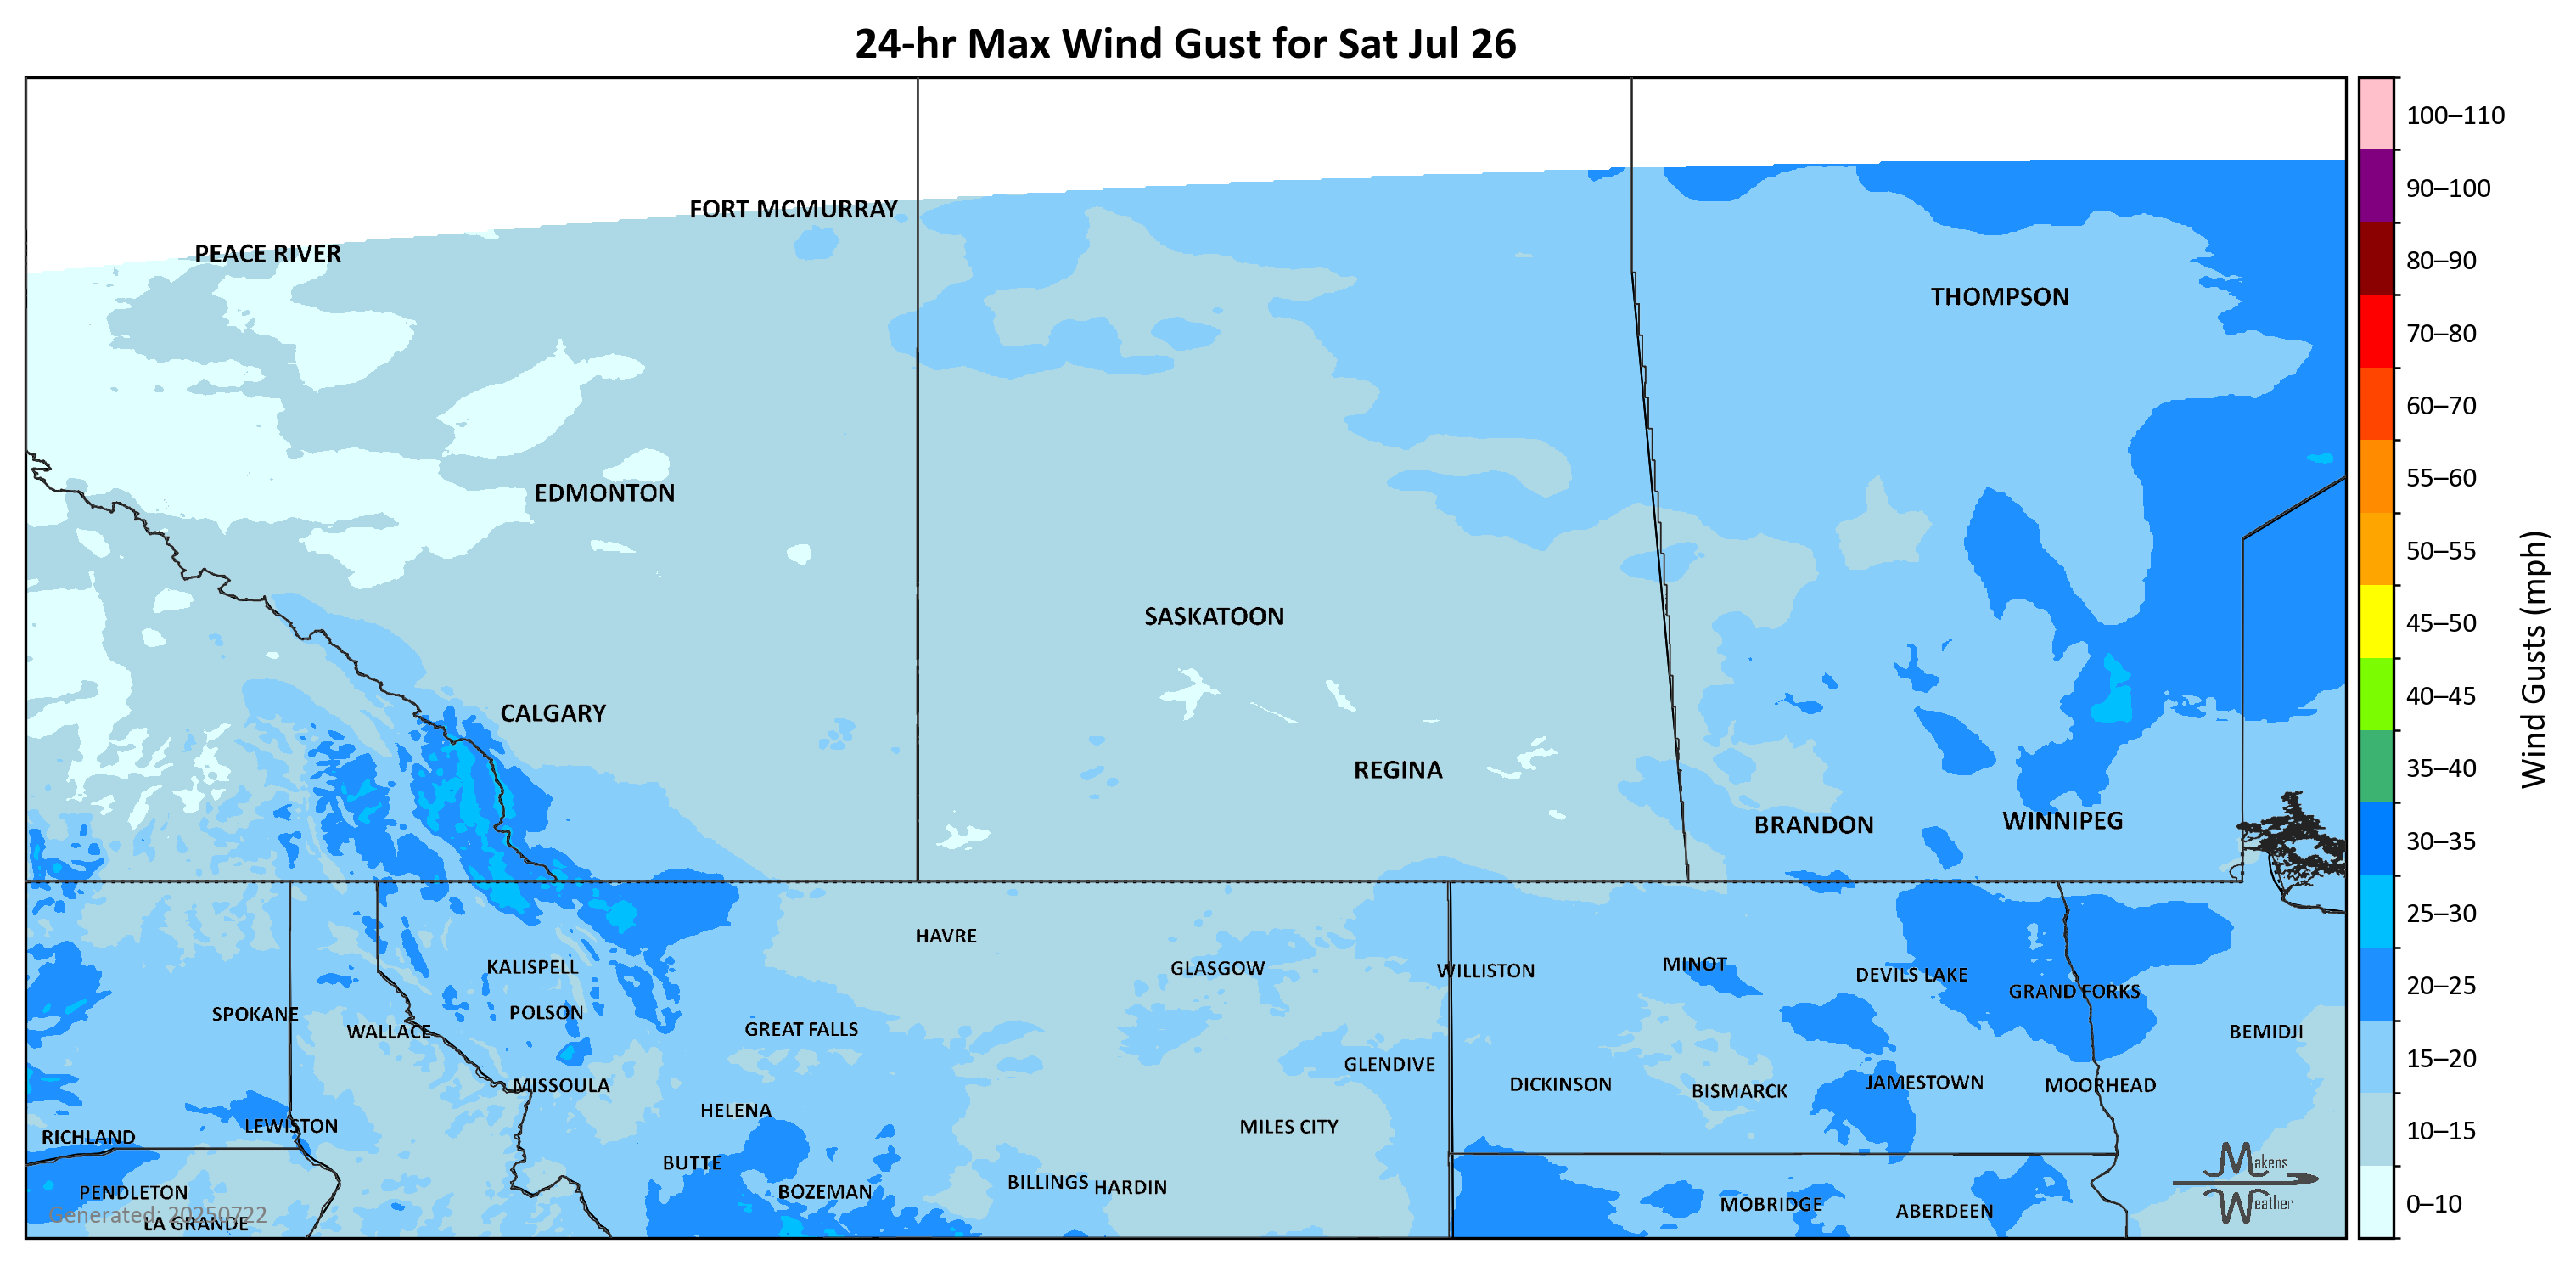 24-hr Max Wind Gust for Sat Jul 26
100–110
90–100
80–90
70–80
60–70
55–60
50–55
45–50
40–45
35–40
30–35
25–30
20–25
15–20
10–15
0–10
Wind Gusts (mph)
FORT MCMURRAY
PEACE RIVER
THOMPSON
EDMONTON
SASKATOON
CALGARY
REGINA
BRANDON
WINNIPEG
HAVRE
KALISPELL
GLASGOW
WILLISTON
MINOT
DEVILS LAKE
GRAND FORKS
SPOKANE
POLSON
WALLACE
GREAT FALLS
BEMIDJI
GLENDIVE
MISSOULA
DICKINSON
BISMARCK
JAMESTOWN
MOORHEAD
HELENA
LEWISTON
MILES CITY
RICHLAND
BUTTE
PENDLETON
BOZEMAN
BILLINGS
HARDIN
MOBRIDGE
ABERDEEN
LA GRANDE
Generated: 20250722
Makens
Weather